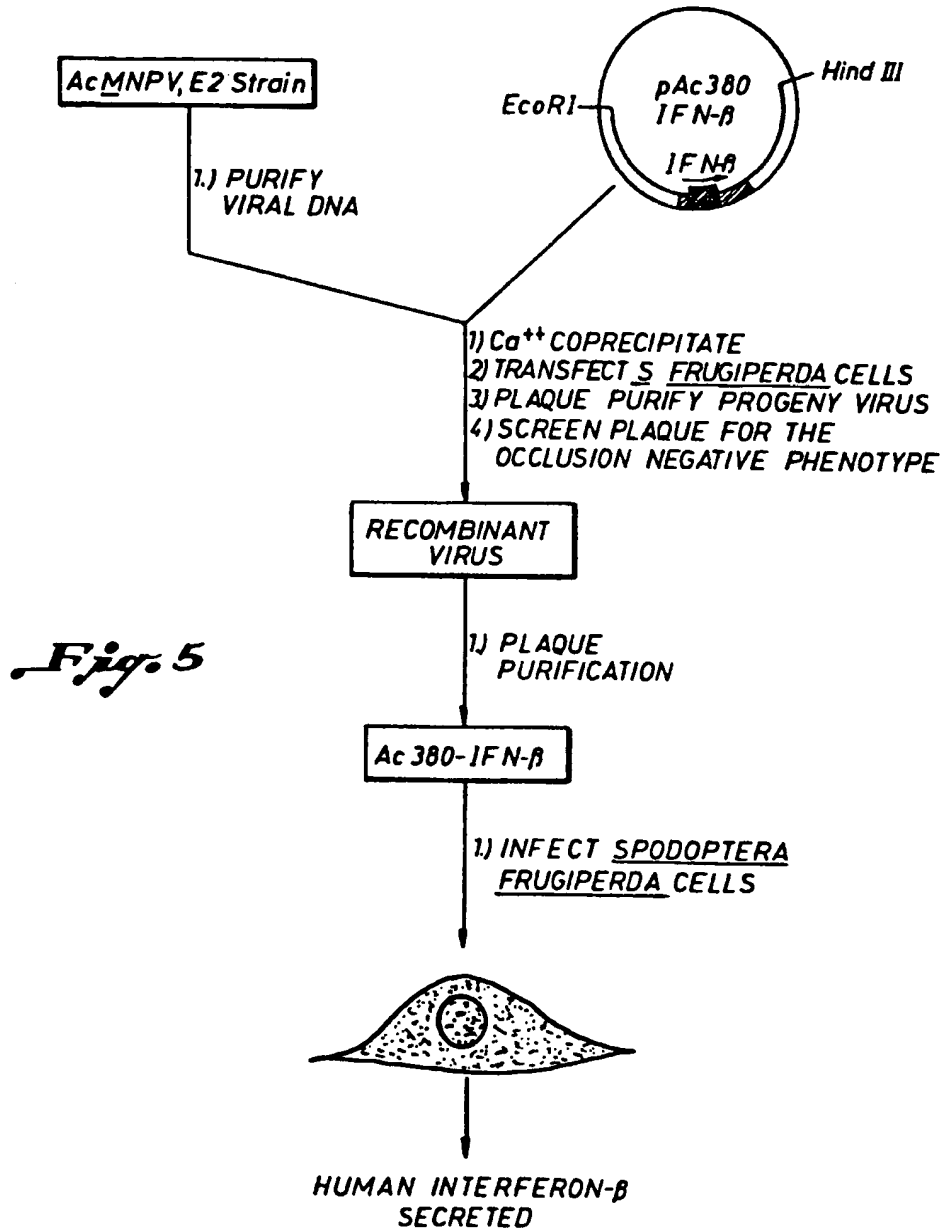 AcMNPV, E2 Strain
Hind III
EcoRI
pAc380
IFN-β
IFN-β
1.) PURIFY
VIRAL DNA
1) Ca++ COPRECIPITATE
2) TRANSFECT S FRUGIPERDA CELLS
3) PLAQUE PURIFY PROGENY VIRUS
4) SCREEN PLAQUE FOR THE
OCCLUSION NEGATIVE PHENOTYPE
RECOMBINANT
VIRUS
Fig. 5
1.) PLAQUE
PURIFICATION
Ac 380-IFN-β
1.) INFECT SPODOPTERA
FRUGIPERDA CELLS
HUMAN INTERFERON-β
SECRETED